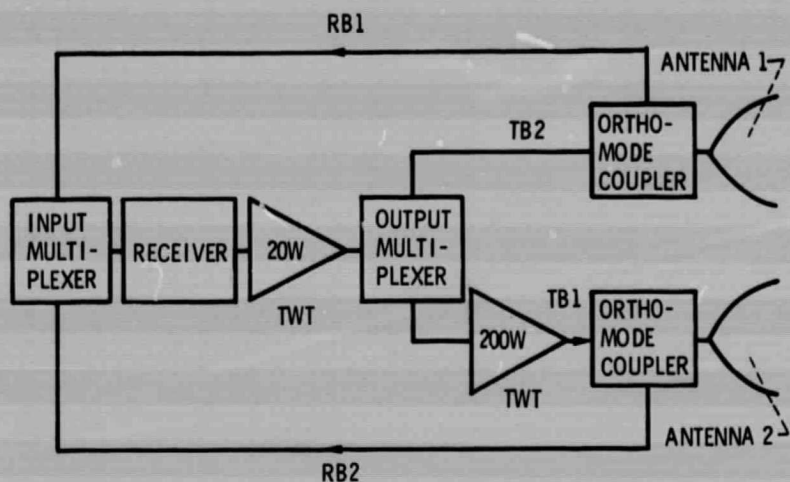 RB1
ANTENNA 1
ORTHO-
MODE
COUPLER
TB2
INPUT
MULTI-
PLEXER
RECEIVER
20W
TWT
OUTPUT
MULTI-
PLEXER
200W
TWT
TB1
ORTHO-
MODE
COUPLER
ANTENNA 2
RB2